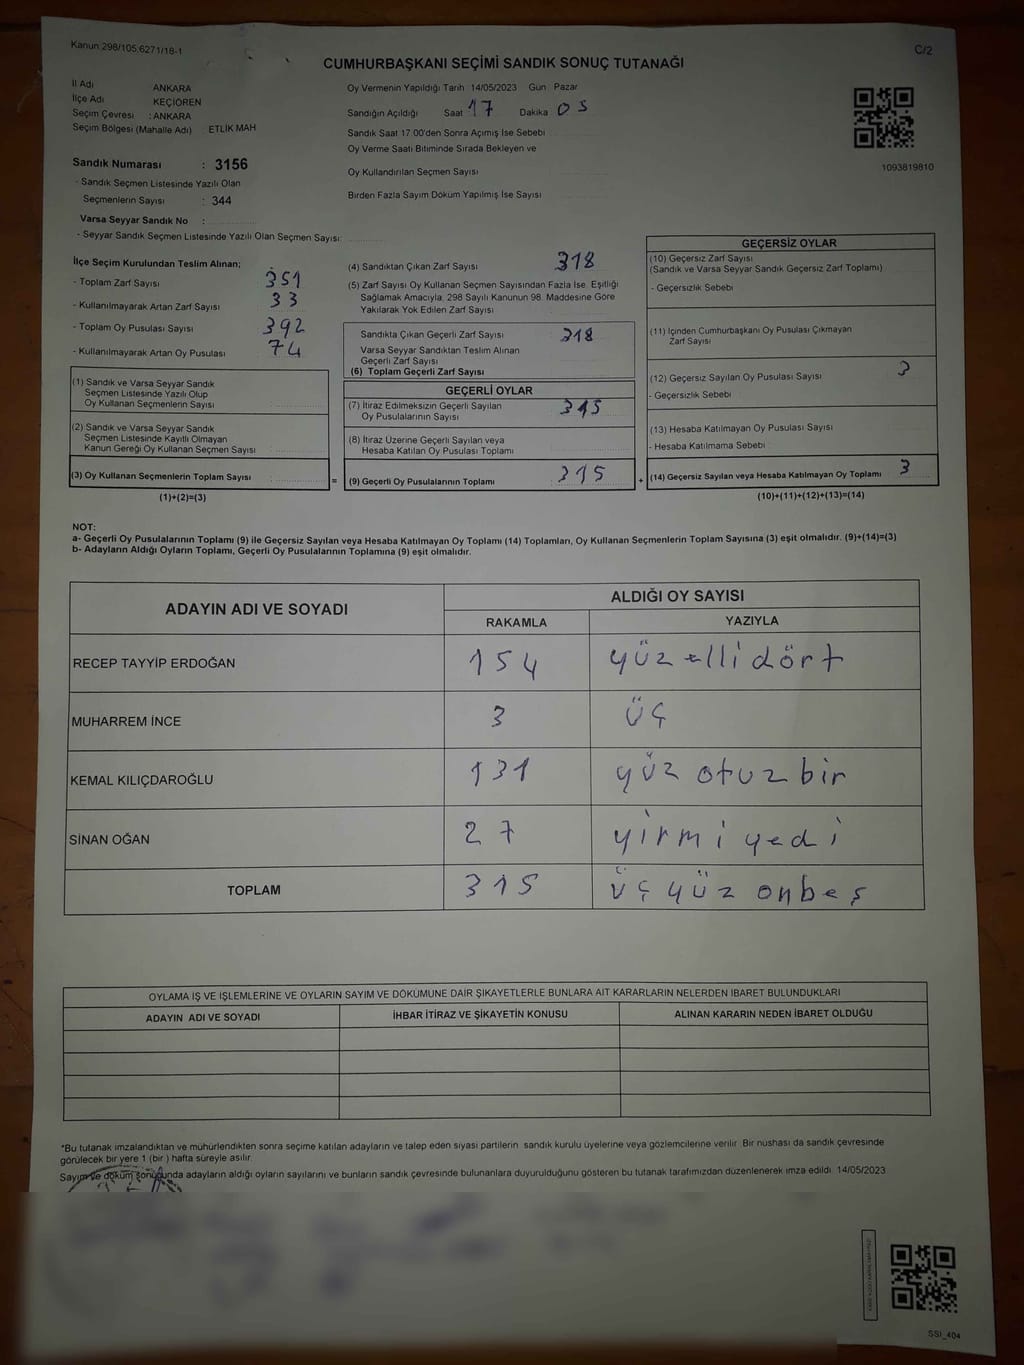 Kanun 298/105,6271/18-1
C/2
CUMHURBAŞKANI SEÇİMİ SANDIK SONUÇ TUTANAĞI
İl Adı ANKARA
İlçe Adı KEÇİÖREN
Seçim Çevresi : ANKARA
Seçim Bölgesi (Mahalle Adı) ETLİK MAH
Sandık Numarası : 3156
- Sandık Seçmen Listesinde Yazılı Olan
Seçmenlerin Sayısı : 344
Varsa Seyyar Sandık No :
- Seyyar Sandık Seçmen Listesinde Yazılı Olan Seçmen Sayısı:
Oy Vermenin Yapıldığı Tarih 14/05/2023 Gün Pazar
Sandığın Açıldığı Saat 17 Dakika 05
Sandık Saat 17.00'den Sonra Açılmış İse Sebebi
Oy Verme Saati Bitiminde Sırada Bekleyen ve
Oy Kullandırılan Seçmen Sayısı
Birden Fazla Sayım Döküm Yapılmış İse Sayısı
1093819810
İlçe Seçim Kurulundan Teslim Alınan;
- Toplam Zarf Sayısı 351
- Kullanılmayarak Artan Zarf Sayısı 33
- Toplam Oy Pusulası Sayısı 392
- Kullanılmayarak Artan Oy Pusulası 74
(1) Sandık ve Varsa Seyyar Sandık
Seçmen Listesinde Yazılı Olup
Oy Kullanan Seçmenlerin Sayısı
(2) Sandık ve Varsa Seyyar Sandık
Seçmen Listesinde Kayıtlı Olmayan
Kanun Gereği Oy Kullanan Seçmen Sayısı
(3) Oy Kullanan Seçmenlerin Toplam Sayısı =
(1)+(2)=(3)
(4) Sandıktan Çıkan Zarf Sayısı 318
(5) Zarf Sayısı Oy Kullanan Seçmen Sayısından Fazla İse, Eşitliği
Sağlamak Amacıyla, 298 Sayılı Kanunun 98. Maddesine Göre
Yakılarak Yok Edilen Zarf Sayısı
Sandıkta Çıkan Geçerli Zarf Sayısı 318
Varsa Seyyar Sandıktan Teslim Alınan
Geçerli Zarf Sayısı
(6) Toplam Geçerli Zarf Sayısı
GEÇERLİ OYLAR
(7) İtiraz Edilmeksizin Geçerli Sayılan
Oy Pusulalarının Sayısı 315
(8) İtiraz Üzerine Geçerli Sayılan veya
Hesaba Katılan Oy Pusulası Toplamı
(9) Geçerli Oy Pusulalarının Toplamı 315 +
GEÇERSİZ OYLAR
(10) Geçersiz Zarf Sayısı
(Sandık ve Varsa Seyyar Sandık Geçersiz Zarf Toplamı)
- Geçersizlik Sebebi
(11) İçinden Cumhurbaşkanı Oy Pusulası Çıkmayan
Zarf Sayısı
(12) Geçersiz Sayılan Oy Pusulası Sayısı 3
- Geçersizlik Sebebi
(13) Hesaba Katılmayan Oy Pusulası Sayısı
- Hesaba Katılmama Sebebi
(14) Geçersiz Sayılan veya Hesaba Katılmayan Oy Toplamı 3
(10)+(11)+(12)+(13)=(14)
NOT:
a- Geçerli Oy Pusulalarının Toplamı (9) ile Geçersiz Sayılan veya Hesaba Katılmayan Oy Toplamı (14) Toplamları, Oy Kullanan Seçmenlerin Toplam Sayısına (3) eşit olmalıdır. (9)+(14)=(3)
b- Adayların Aldığı Oyların Toplamı, Geçerli Oy Pusulalarının Toplamına (9) eşit olmalıdır.
ADAYIN ADI VE SOYADI ALDIĞI OY SAYISI
RAKAMLA YAZIYLA
RECEP TAYYİP ERDOĞAN 154 yüz elli dört
MUHARREM İNCE 3 üç
KEMAL KILIÇDAROĞLU 131 yüz otuz bir
SİNAN OĞAN 27 yirmi yedi
TOPLAM 315 üç yüz onbeş
OYLAMA İŞ VE İŞLEMLERİNE VE OYLARIN SAYIM VE DÖKÜMÜNE DAİR ŞİKAYETLERLE BUNLARA AİT KARARLARIN NELERDEN İBARET BULUNDUKLARI
ADAYIN ADI VE SOYADI İHBAR İTİRAZ VE ŞİKAYETİN KONUSU ALINAN KARARIN NEDEN İBARET OLDUĞU
*Bu tutanak imzalandıktan ve mühürlendikten sonra seçime katılan adayların ve talep eden siyasi partilerin sandık kurulu üyelerine veya gözlemcilerine verilir. Bir nüshası da sandık çevresinde
görülecek bir yere 1 (bir ) hafta süreyle asılır.
Sayım ve döküm sonucunda adayların aldığı oyların sayılarını ve bunların sandık çevresinde bulunanlara duyurulduğunu gösteren bu tutanak tarafımızdan düzenlenerek imza edildi. 14/05/2023
SSI_404